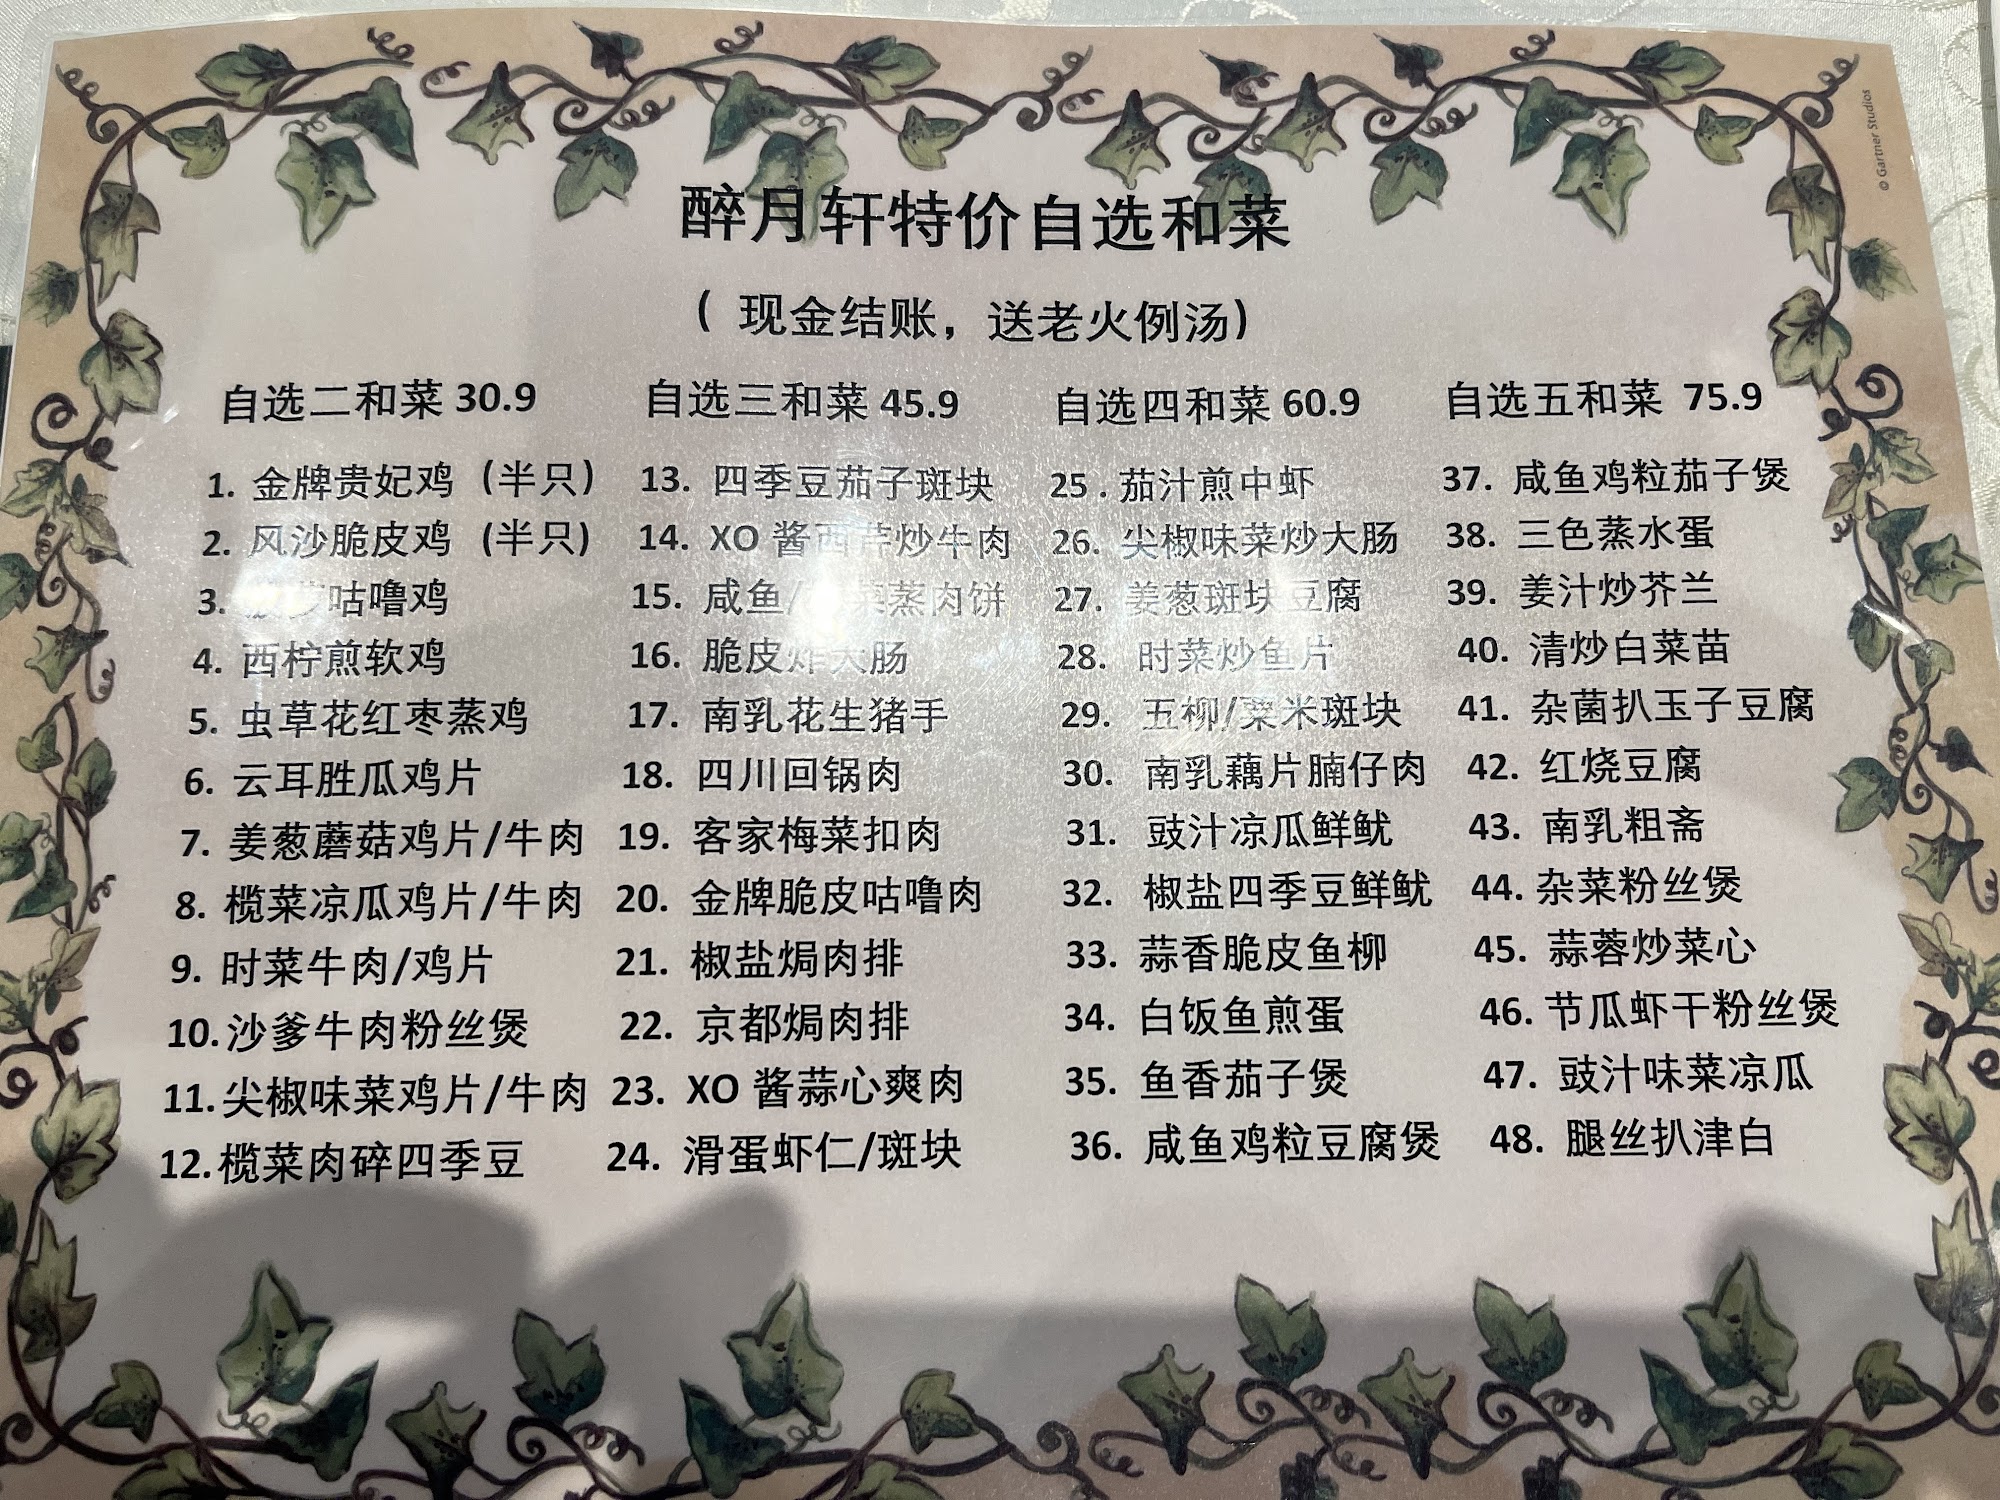 © Gartner Studios
醉月轩特价自选和菜
( 现金结账，送老火例汤)
自选二和菜 30.9
1. 金牌贵妃鸡 （半只）
2. 风沙脆皮鸡 （半只）
3. 咕噜鸡
4. 西柠煎软鸡
5. 虫草花红枣蒸鸡
6. 云耳胜瓜鸡片
7. 姜葱蘑菇鸡片/牛肉
8. 榄菜凉瓜鸡片/牛肉
9. 时菜牛肉/鸡片
10. 沙爹牛肉粉丝煲
11. 尖椒味菜鸡片/牛肉
12. 榄菜肉碎四季豆
自选三和菜 45.9
13. 四季豆茄子斑块
14. XO 酱西芹炒牛肉
15. 咸鱼/菜蒸肉饼
16. 脆皮炸大肠
17. 南乳花生猪手
18. 四川回锅肉
19. 客家梅菜扣肉
20. 金牌脆皮咕噜肉
21. 椒盐焗肉排
22. 京都焗肉排
23. XO 酱蒜心爽肉
24. 滑蛋虾仁/斑块
自选四和菜 60.9
25 . 茄汁煎中虾
26. 尖椒味菜炒大肠
27. 姜葱斑块豆腐
28. 时菜炒鱼片
29. 五柳/粟米斑块
30. 南乳藕片腩仔肉
31. 豉汁凉瓜鲜鱿
32. 椒盐四季豆鲜鱿
33. 蒜香脆皮鱼柳
34. 白饭鱼煎蛋
35. 鱼香茄子煲
36. 咸鱼鸡粒豆腐煲
自选五和菜 75.9
37. 咸鱼鸡粒茄子煲
38. 三色蒸水蛋
39. 姜汁炒芥兰
40. 清炒白菜苗
41. 杂菌扒玉子豆腐
42. 红烧豆腐
43. 南乳粗斋
44. 杂菜粉丝煲
45. 蒜蓉炒菜心
46. 节瓜虾干粉丝煲
47. 豉汁味菜凉瓜
48. 腿丝扒津白